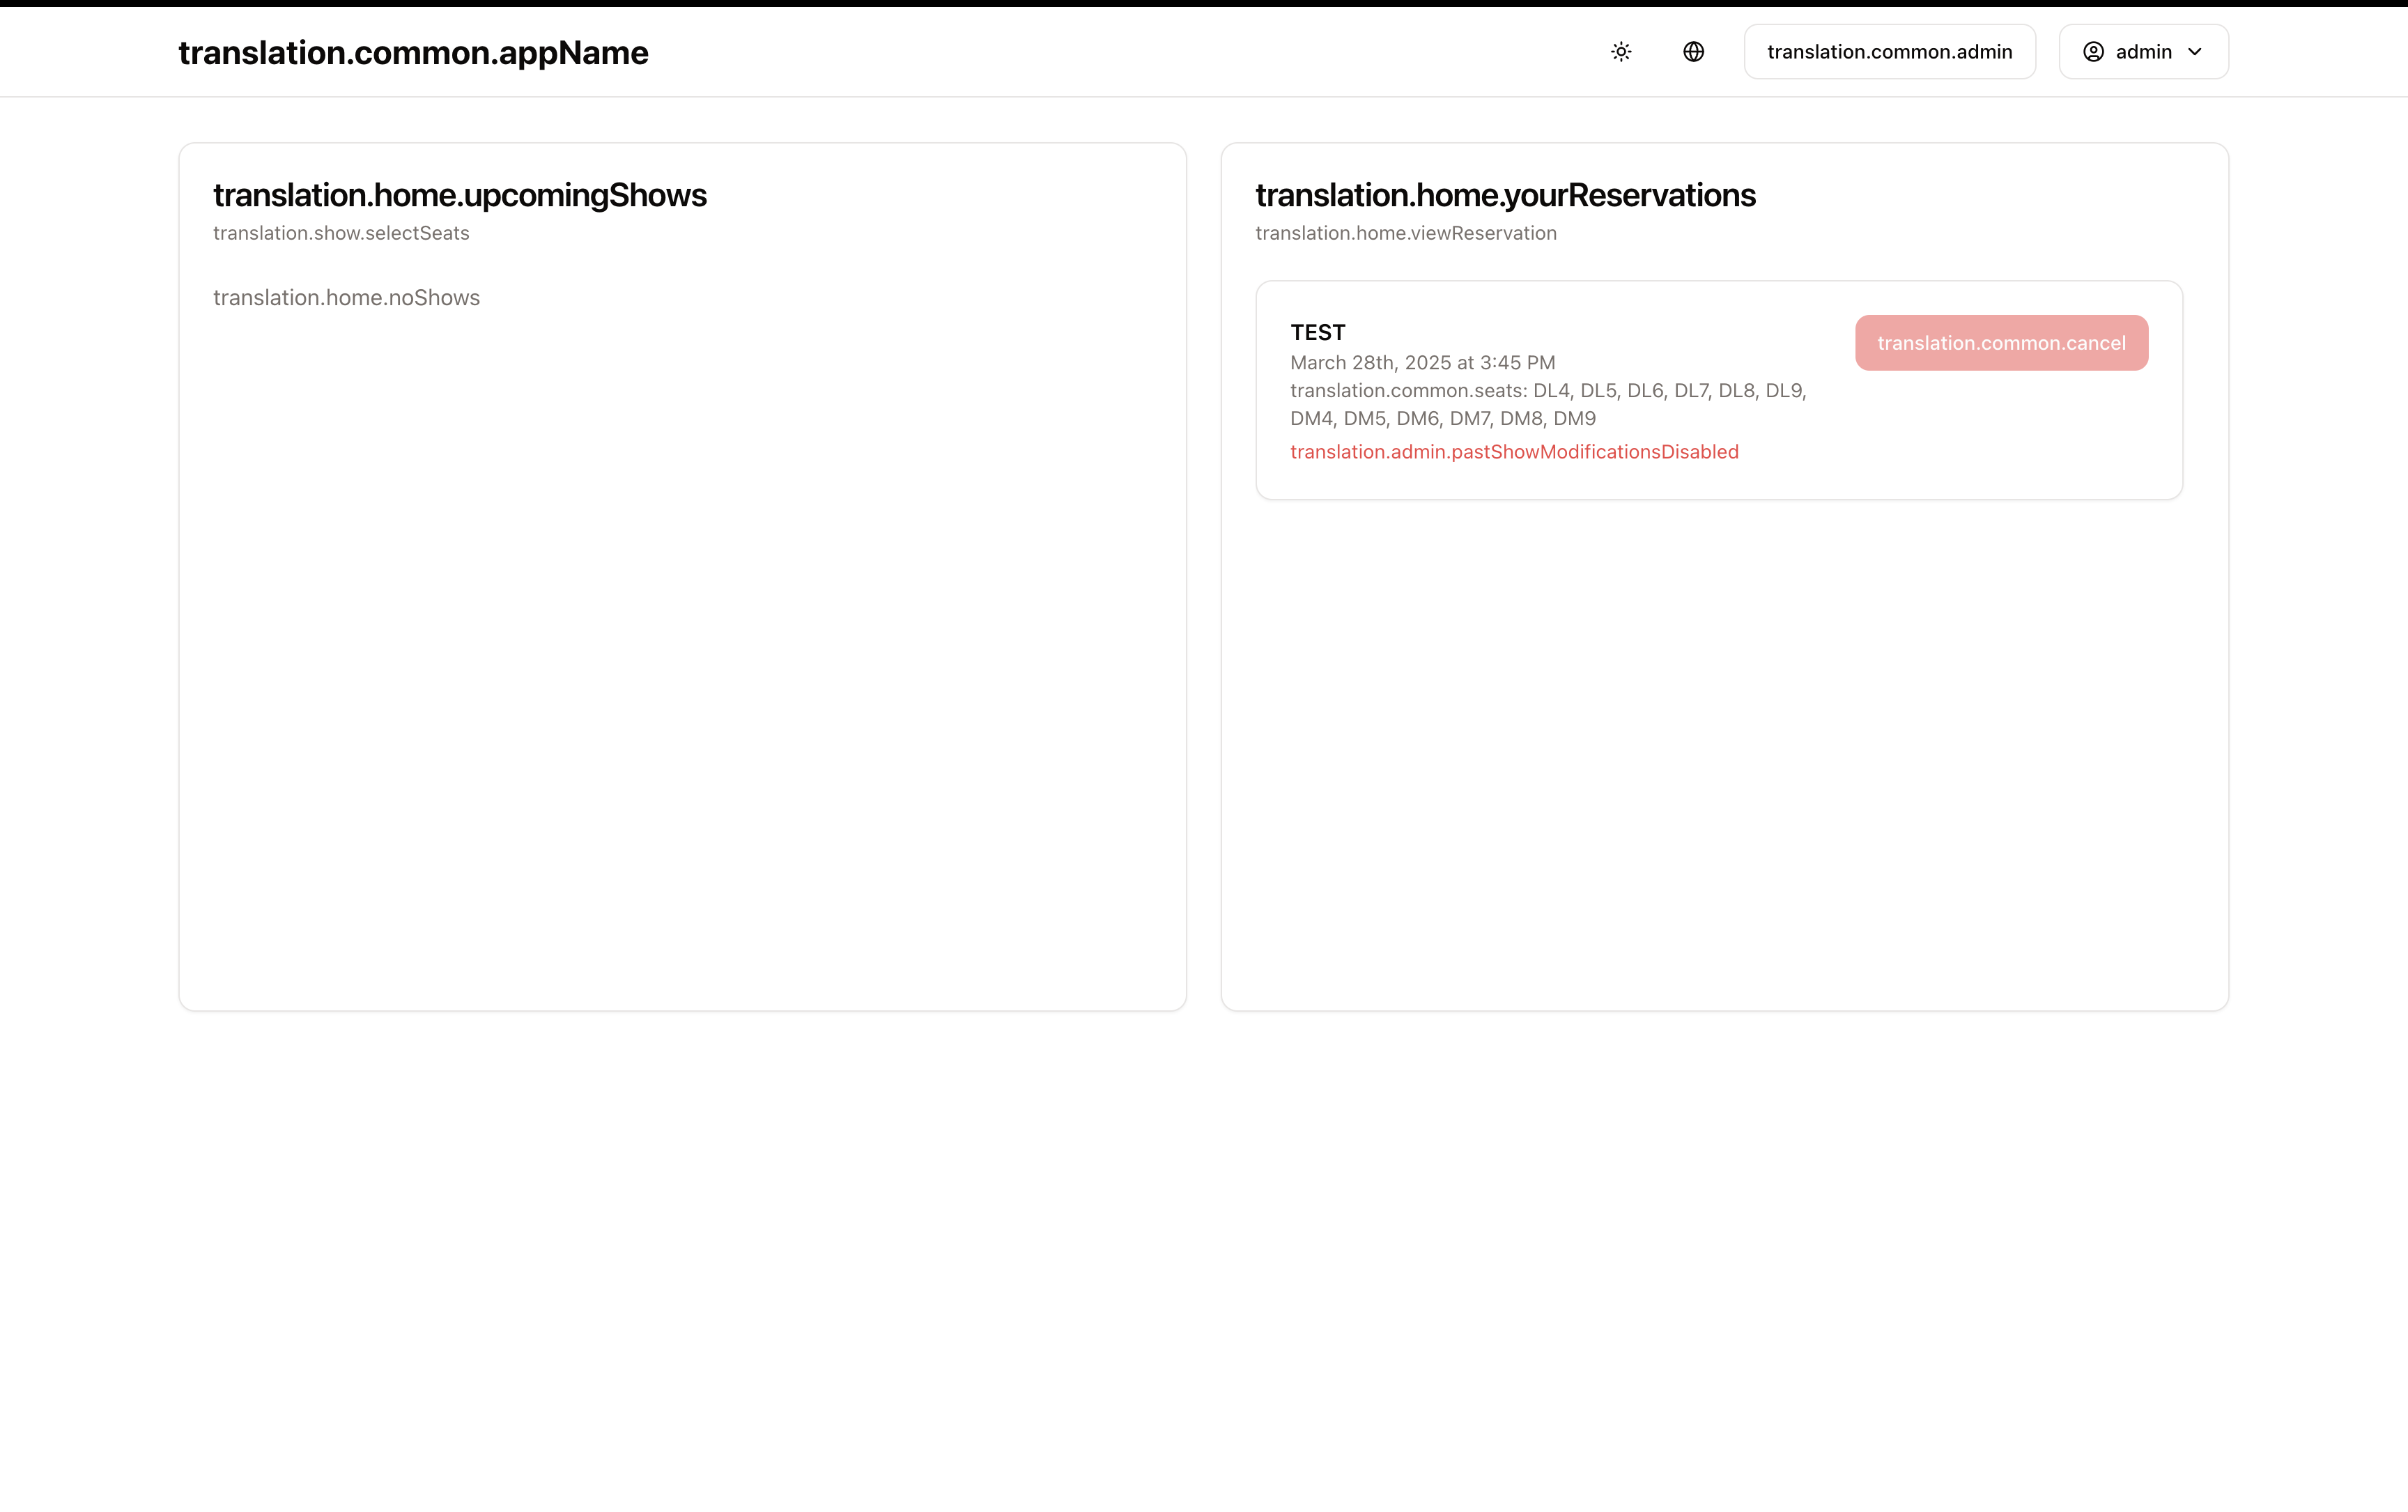 translation.common.appName
translation.common.admin
admin
translation.home.upcomingShows
translation.show.selectSeats
translation.home.noShows
translation.home.yourReservations
translation.home.viewReservation
TEST
translation.common.cancel
March 28th, 2025 at 3:45 PM
translation.common.seats: DL4, DL5, DL6, DL7, DL8, DL9,
DM4, DM5, DM6, DM7, DM8, DM9
translation.admin.pastShowModificationsDisabled